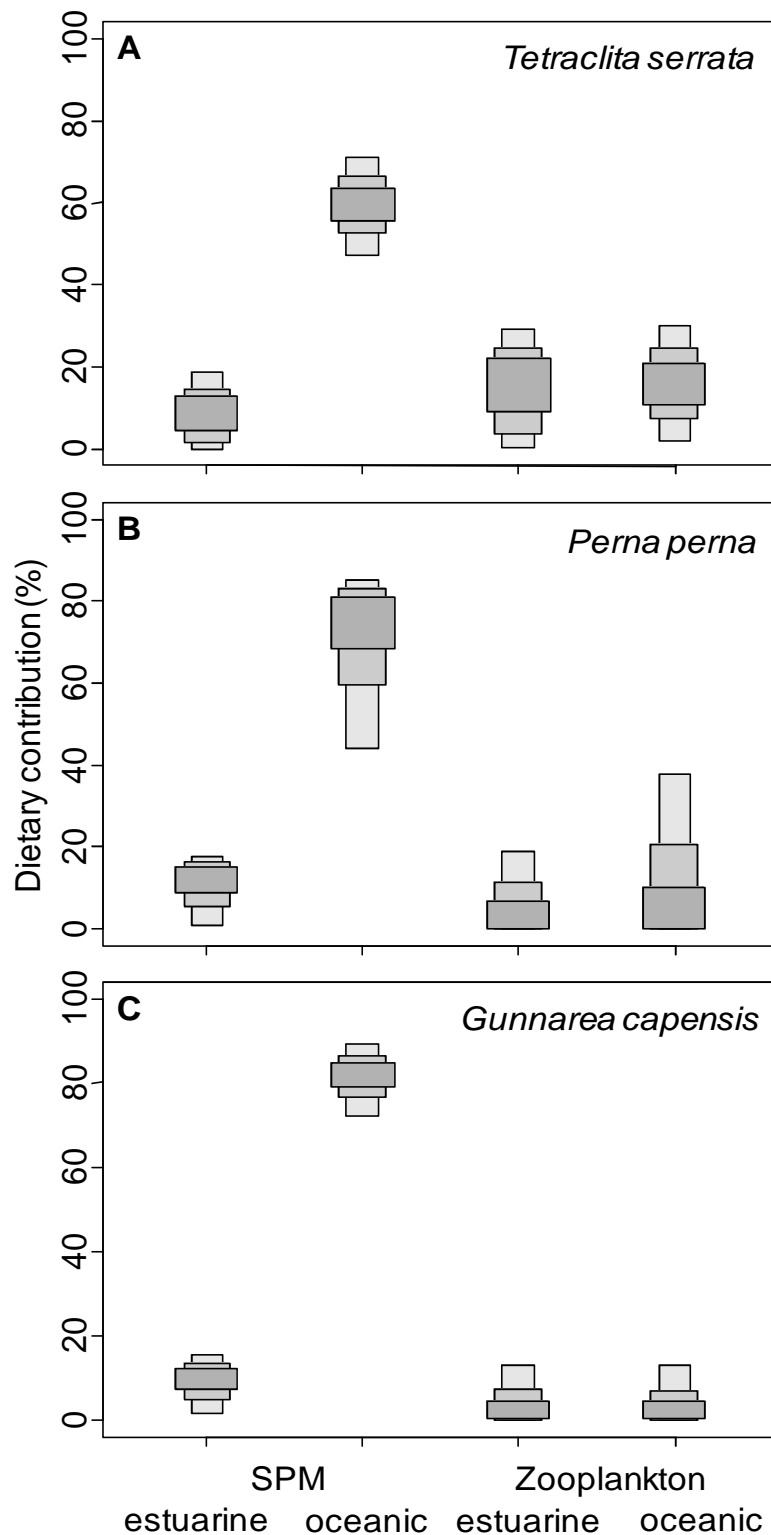 A
Tetraclita serrata
100
80
60
40
20
0
B
Perna perna
100
80
60
40
20
0
Dietary contribution (%)
C
Gunnarea capensis
100
80
60
40
20
0
SPM Zooplankton
estuarine oceanic estuarine oceanic